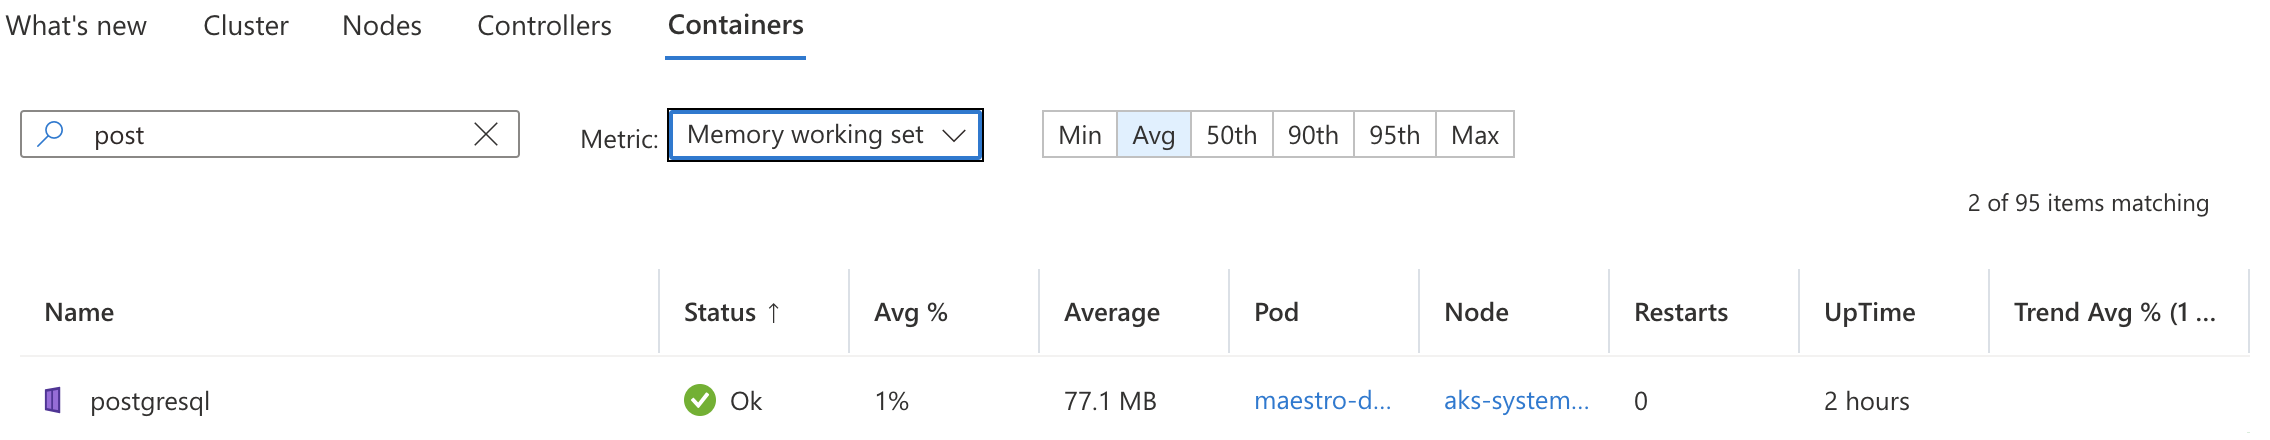 What's new Cluster Nodes Controllers Containers
post Metric: Memory working set Min Avg 50th 90th 95th Max
2 of 95 items matching
Name Status ↑ Avg % Average Pod Node Restarts UpTime Trend Avg % (1 ...
postgresql Ok 1% 77.1 MB maestro-d... aks-system... 0 2 hours